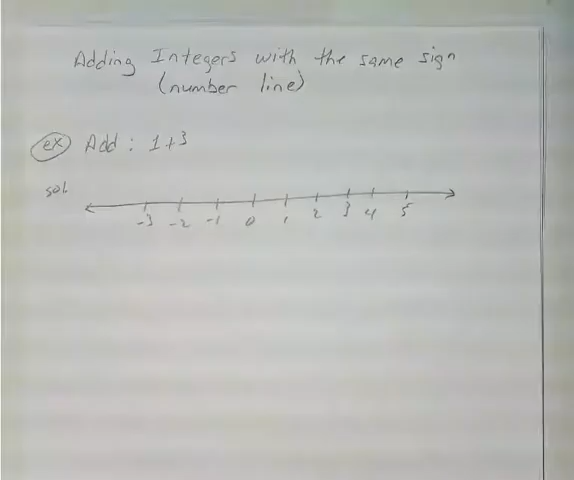 Adding Integers with the same sign
(number line)
ex Add : 1+3
sol.
-3 -2 -1 0 1 2 3 4 5